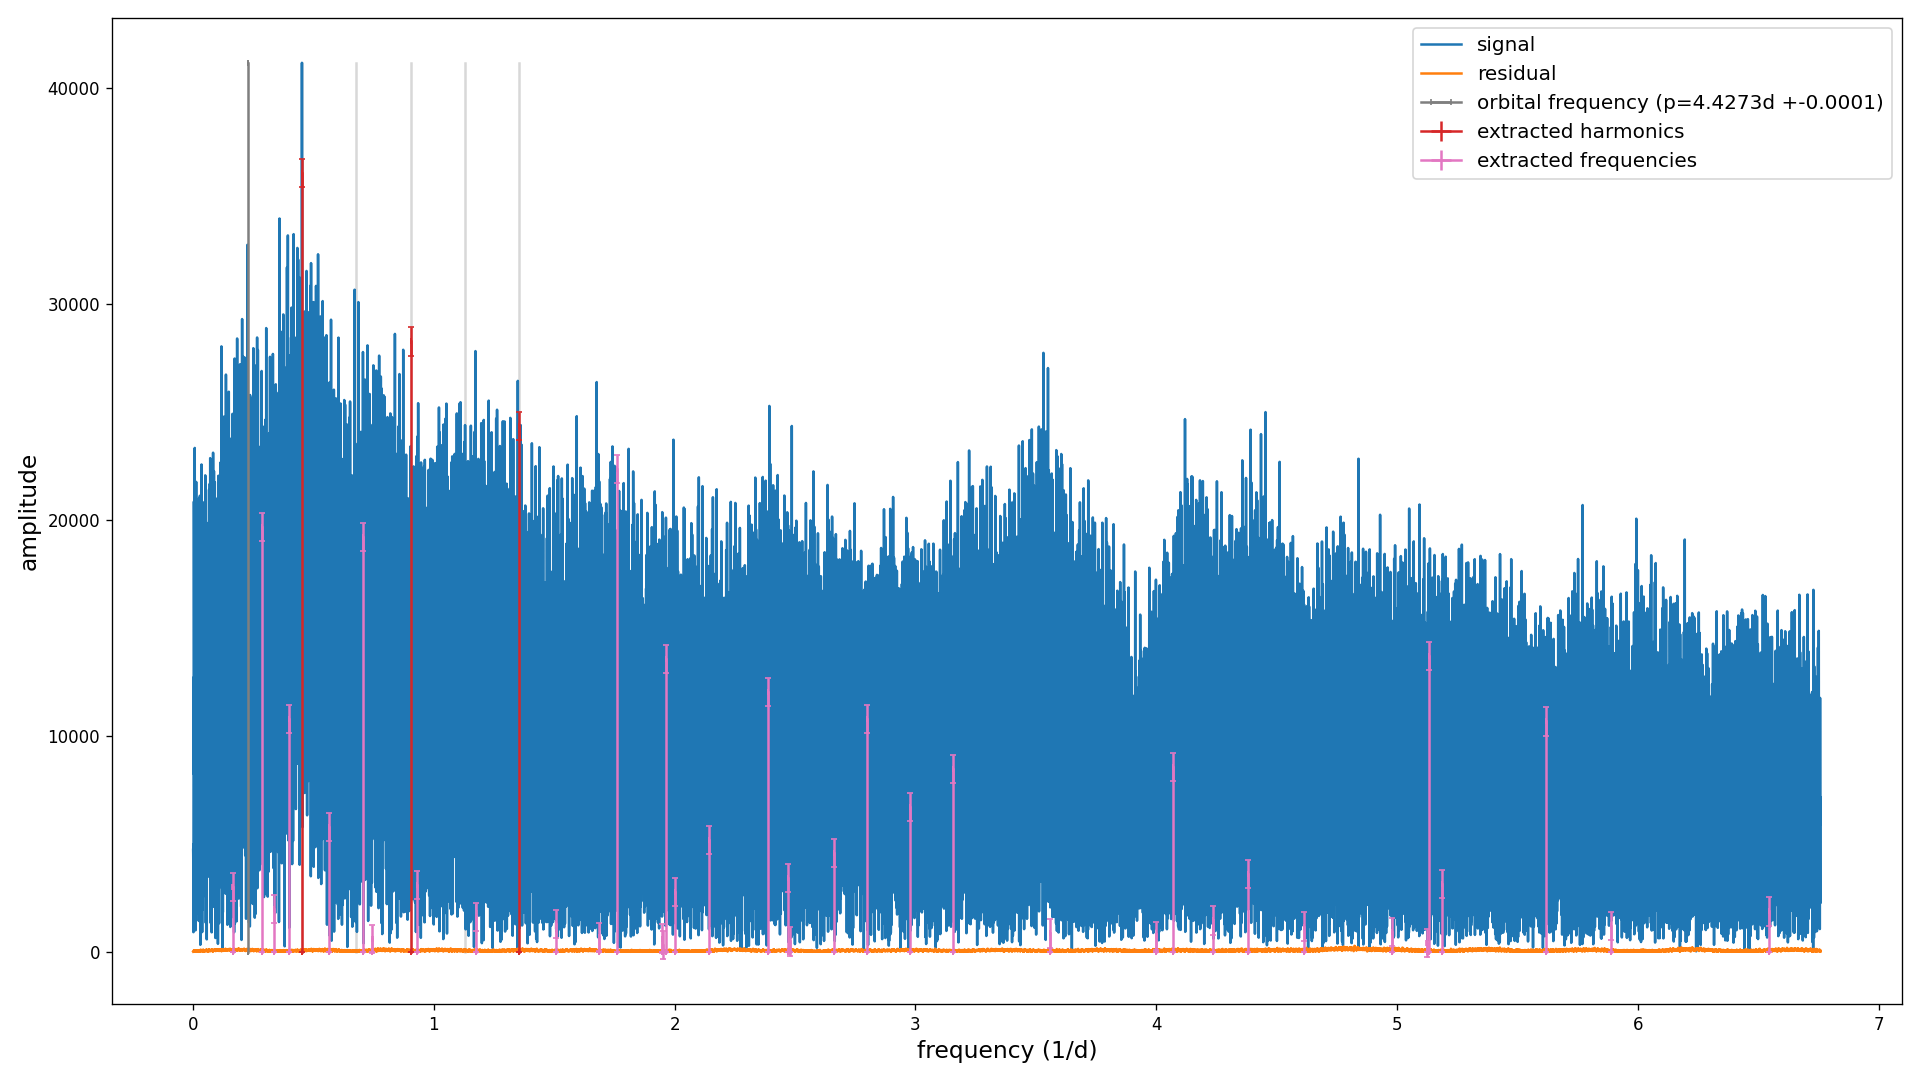 signal
residual
orbital frequency (p=4.4273d +-0.0001)
extracted harmonics
extracted frequencies
40000
30000
20000
10000
0
amplitude
0 1 2 3 4 5 6 7
frequency (1/d)